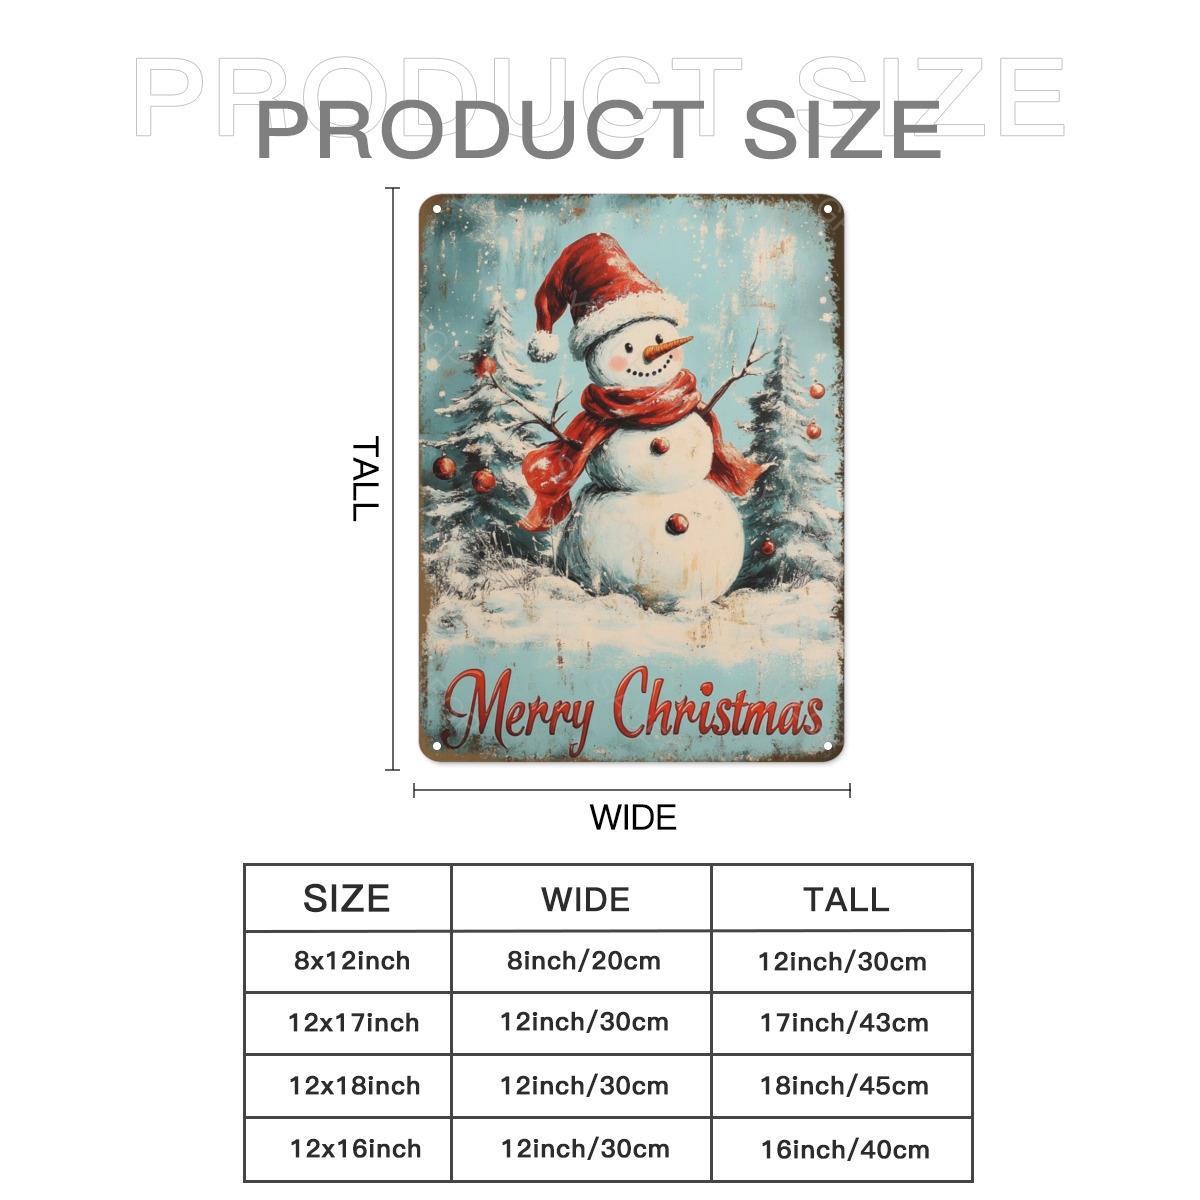 PRODUCT SIZE
PRODUCT SIZE
TALL
Merry Christmas
WIDE
SIZE WIDE TALL
8x12inch 8inch/20cm 12inch/30cm
12x17inch 12inch/30cm 17inch/43cm
12x18inch 12inch/30cm 18inch/45cm
12x16inch 12inch/30cm 16inch/40cm